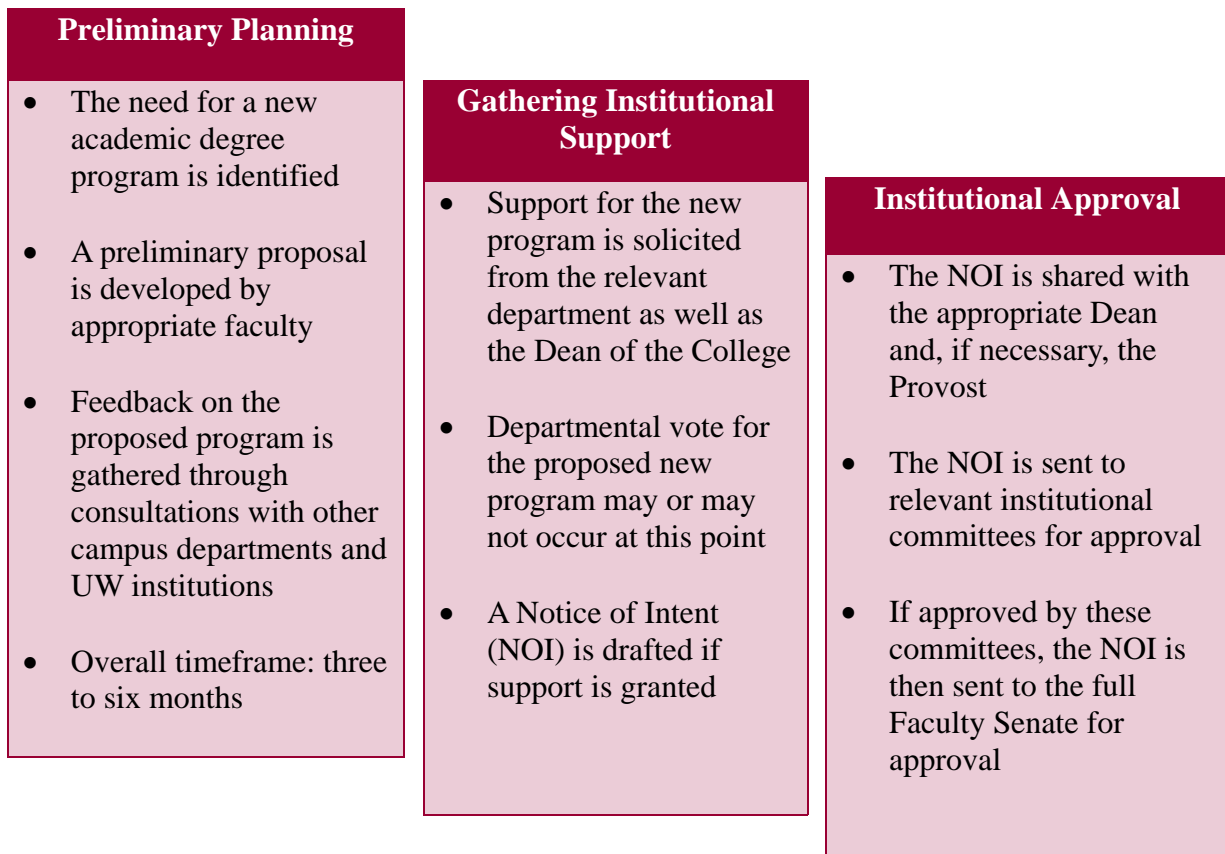 Preliminary Planning
• The need for a new
academic degree
program is identified
• A preliminary proposal
is developed by
appropriate faculty
• Feedback on the
proposed program is
gathered through
consultations with other
campus departments and
UW institutions
• Overall timeframe: three
to six months
Gathering Institutional
Support
• Support for the new
program is solicited
from the relevant
department as well as
the Dean of the College
• Departmental vote for
the proposed new
program may or may
not occur at this point
• A Notice of Intent
(NOI) is drafted if
support is granted
Institutional Approval
• The NOI is shared with
the appropriate Dean
and, if necessary, the
Provost
• The NOI is sent to
relevant institutional
committees for approval
• If approved by these
committees, the NOI is
then sent to the full
Faculty Senate for
approval